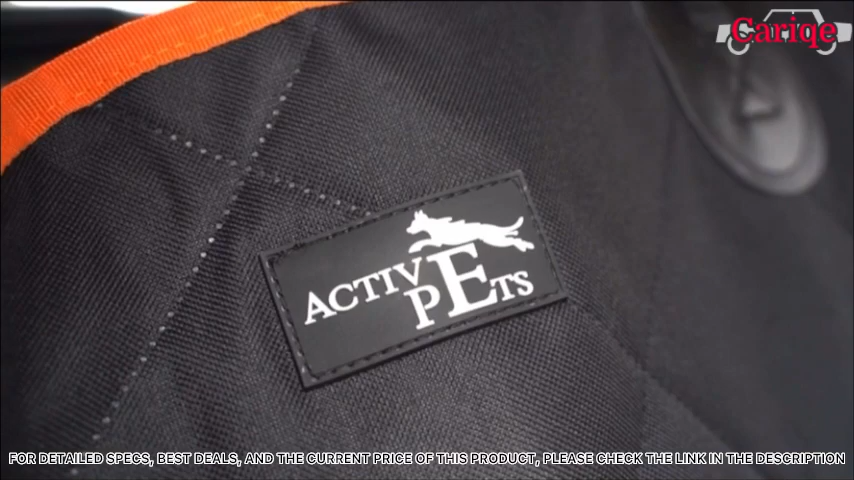 Cariqe
ACTIV
PETS
FOR DETAILED SPECS, BEST DEALS, AND THE CURRENT PRICE OF THIS PRODUCT, PLEASE CHECK THE LINK IN THE DESCRIPTION